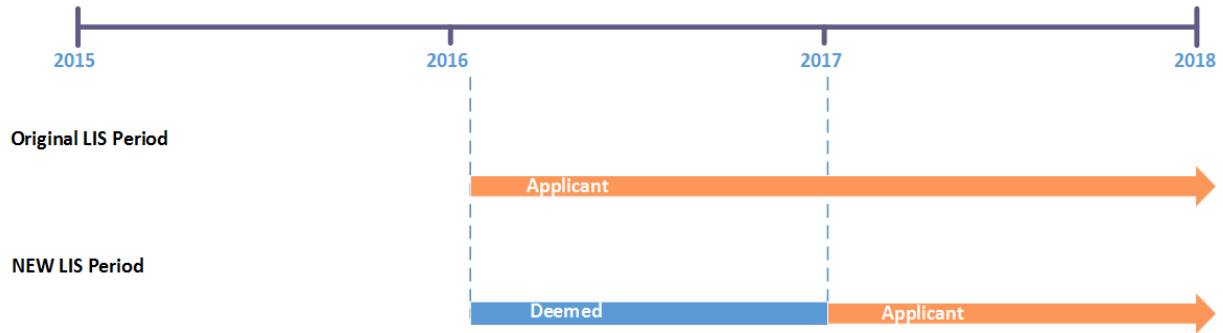 2015 2016 2017 2018
Original LIS Period
Applicant
NEW LIS Period
Deemed Applicant